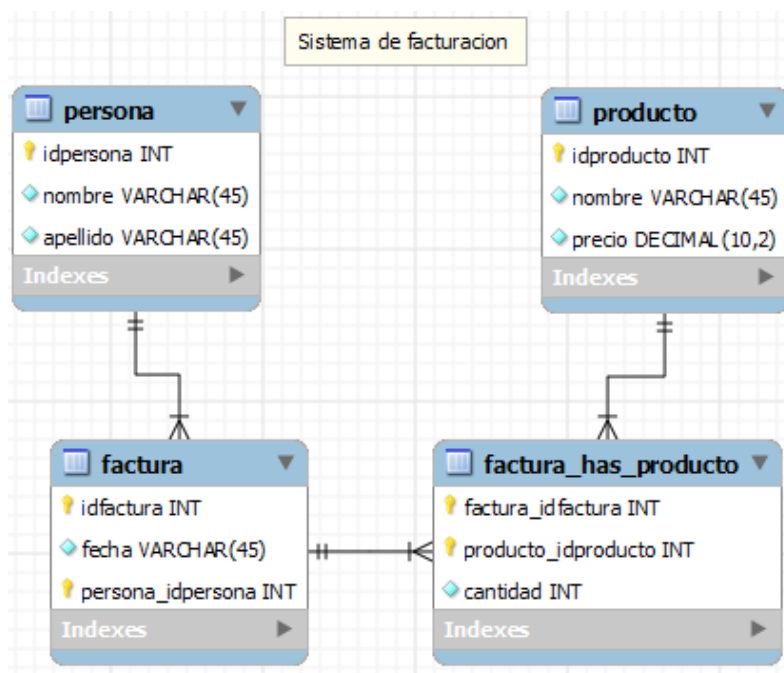 Sistema de facturacion
persona
idpersona INT
nombre VARCHAR(45)
apellido VARCHAR(45)
Indexes
producto
idproducto INT
nombre VARCHAR(45)
precio DECIMAL(10,2)
Indexes
factura
idfactura INT
fecha VARCHAR(45)
persona_idpersona INT
Indexes
factura_has_producto
factura_idfactura INT
producto_idproducto INT
cantidad INT
Indexes